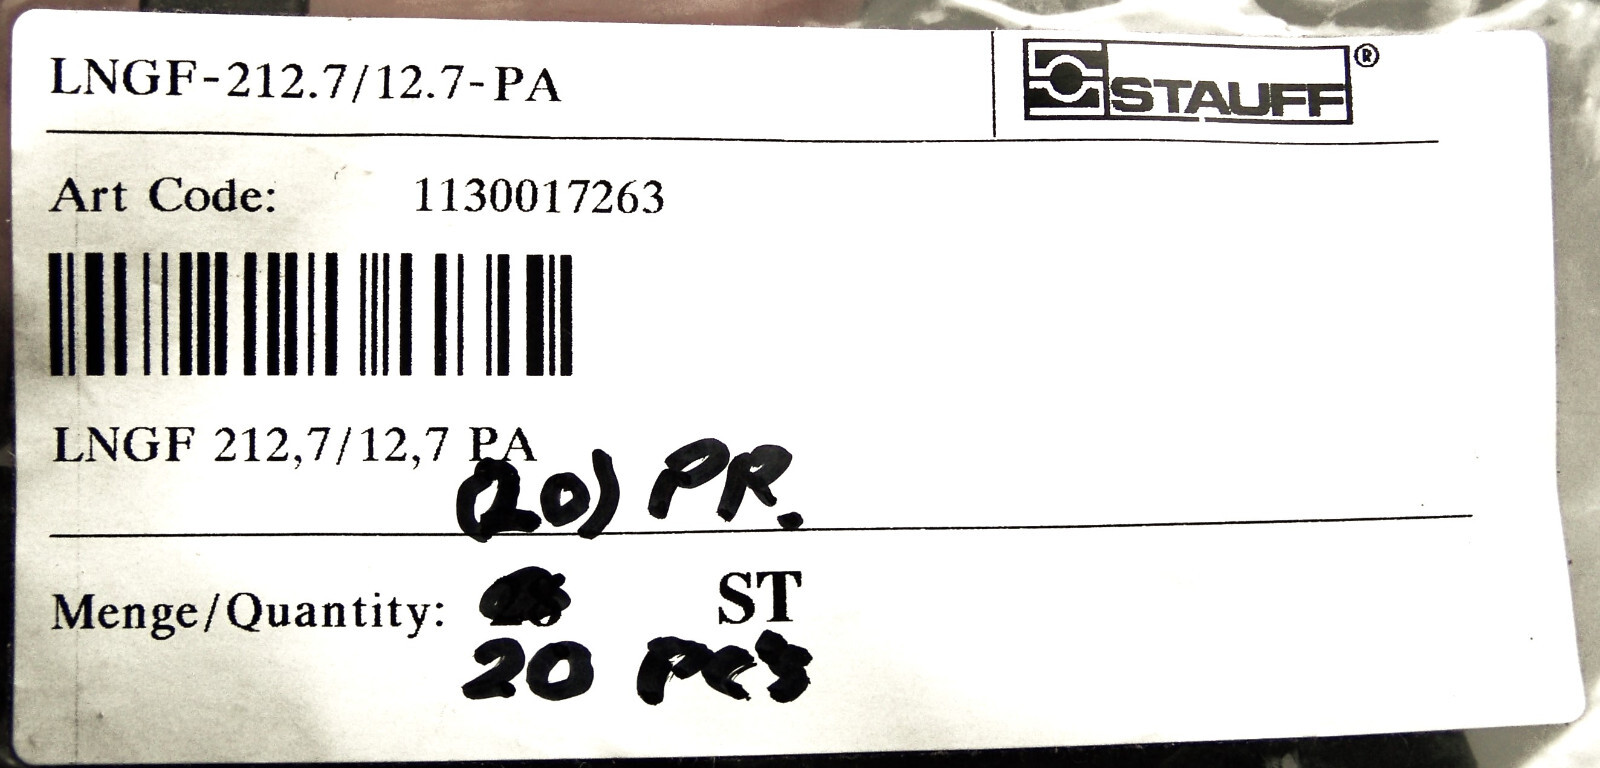 LNGF-212.7/12.7-PA
STAUFF®
Art Code: 1130017263
LNGF 212,7/12,7 PA
(20) PR.
Menge/Quantity: ST
20 PCS